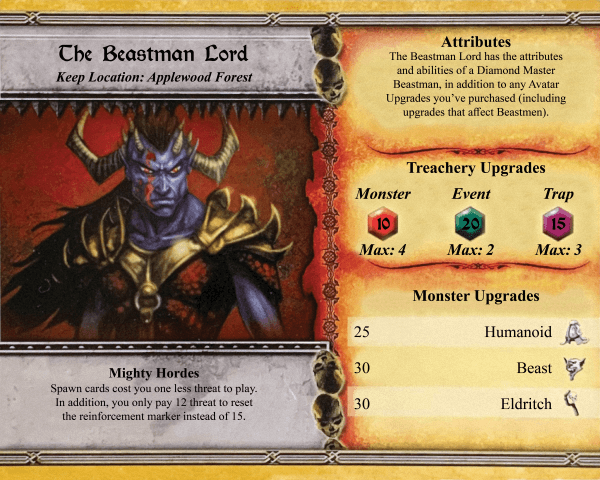 The Beastman Lord
Keep Location: Applewood Forest
Mighty Hordes
Spawn cards cost you one less threat to play.
In addition, you only pay 12 threat to reset
the reinforcement marker instead of 15.
Attributes
The Beastman Lord has the attributes
and abilities of a Diamond Master
Beastman, in addition to any Avatar
Upgrades you've purchased (including
upgrades that affect Beastmen).
Treachery Upgrades
Monster Event Trap
10 20 15
Max: 4 Max: 2 Max: 3
Monster Upgrades
25 Humanoid
30 Beast
30 Eldritch